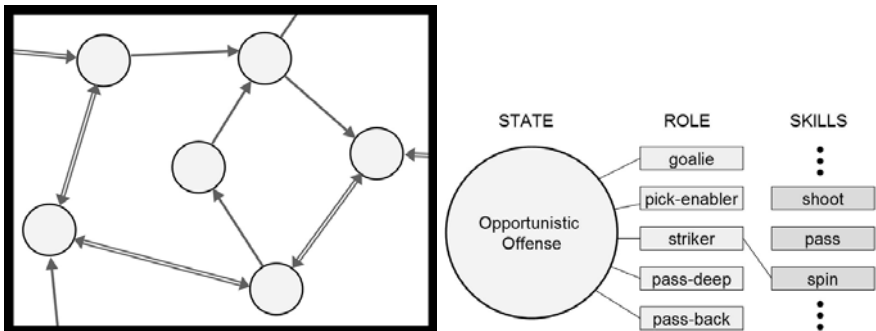 STATE
ROLE
SKILLS
goalie
pick-enabler
shoot
Opportunistic
Offense
striker
pass
pass-deep
spin
pass-back